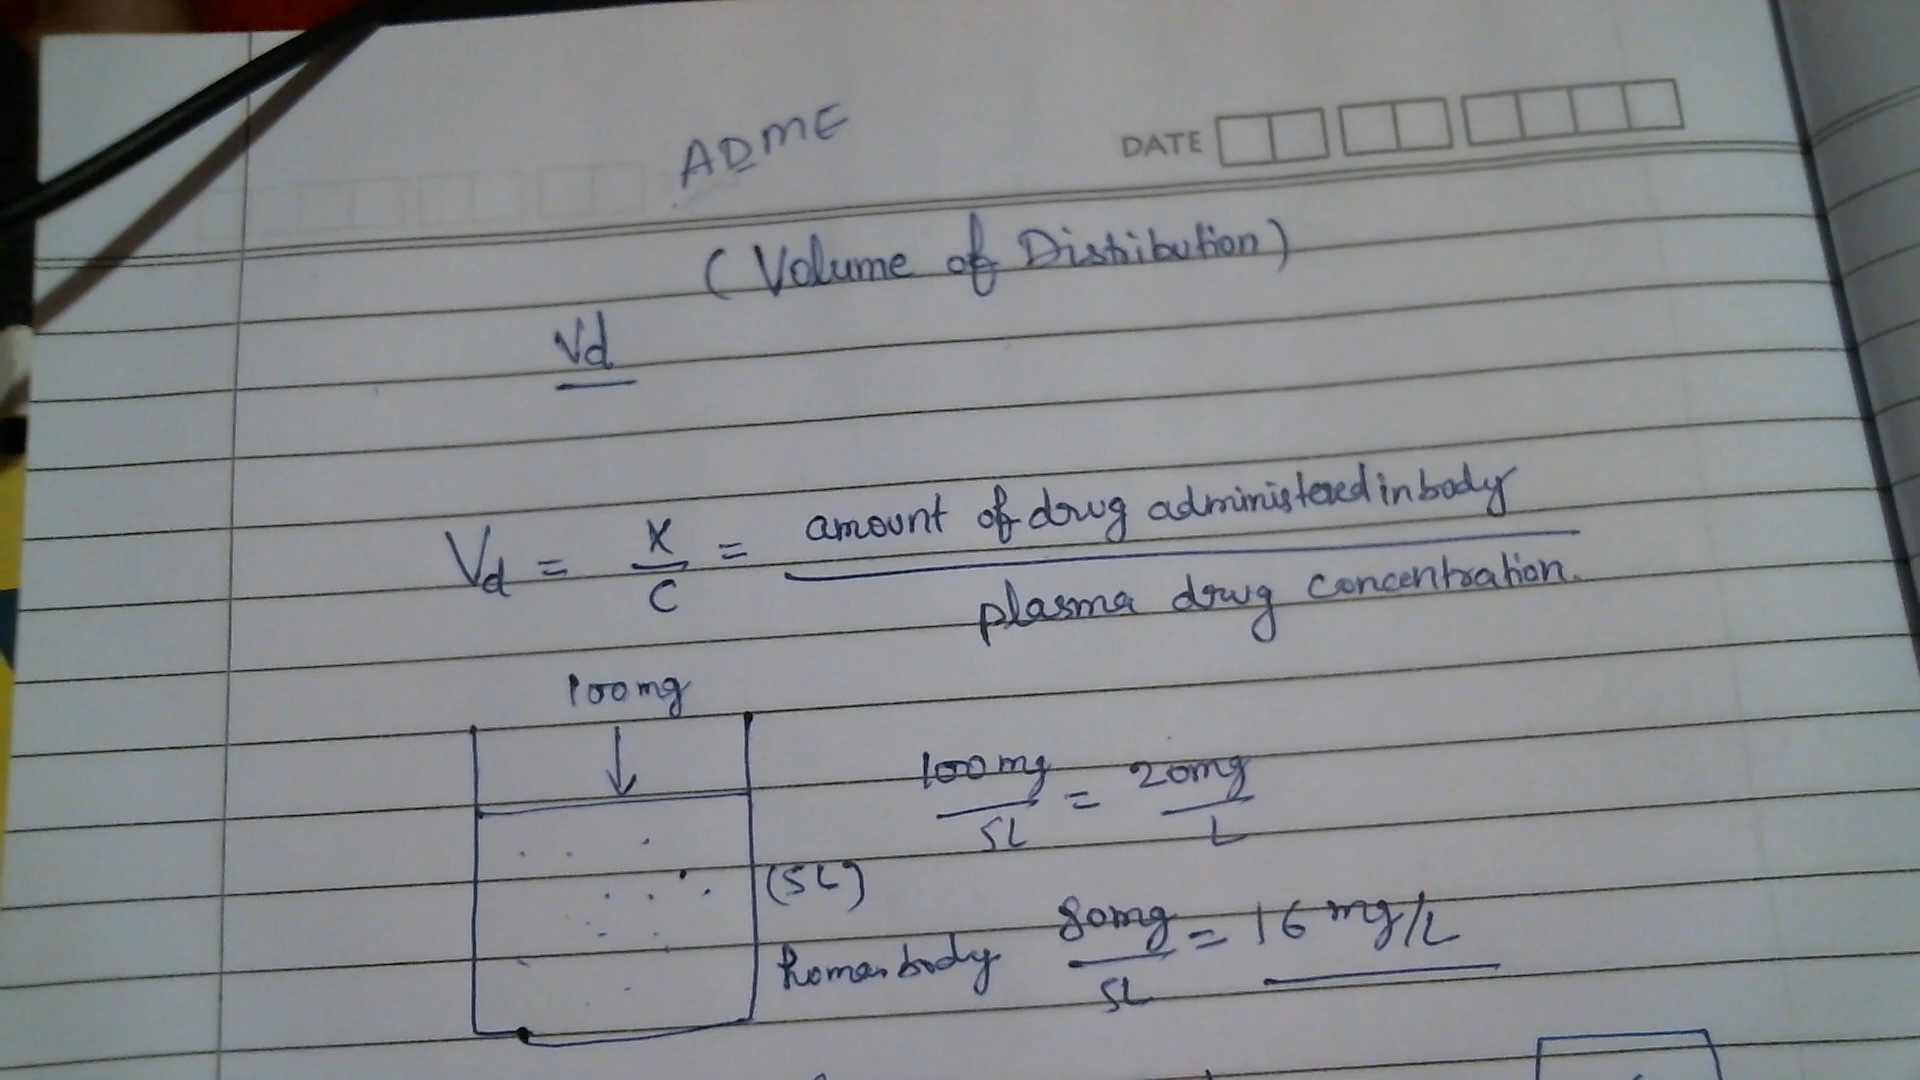 ADME
DATE
(Volume of Distribution)
Vd
Vd = X/C = amount of drug administered in body / plasma drug concentration.
100mg
100mg/5L = 20mg/L
(5L)
human body 80mg/5L = 16 mg/L